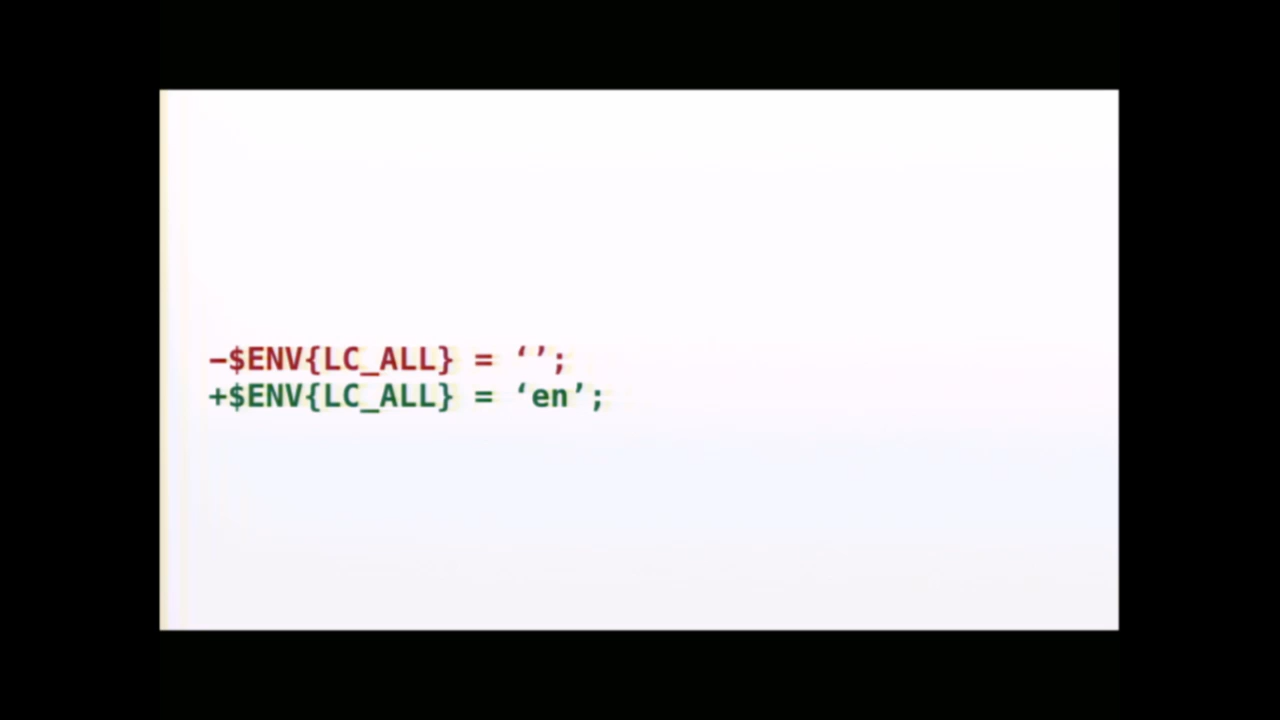 –$ENV{LC_ALL} = ‘’;
+$ENV{LC_ALL} = ‘en’;